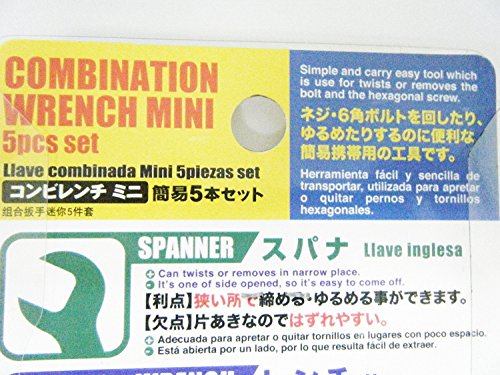 COMBINATION
WRENCH MINI
5pcs set
Llave combinada Mini 5piezas set
コンビレンチ ミニ 簡易5本セット
组合扳手迷你5件套
Simple and carry easy tool which
is use for twists or removes the
bolt and the hexagonal screw.
ネジ・6角ボルトを回したり、
ゆるめたりするのに便利な
簡易携帯用の工具です。
Herramienta fácil y sencilla de
transportar, utilizada para apretar
o quitar pernos y tornillos
hexagonales.
SPANNER スパナ Llave inglesa
Can twists or removes in narrow place.
It's one of side opened, so it's easy to come off.
【利点】狭い所で締める・ゆるめる事ができます。
【欠点】片あきなのではずれやすい。
Adecuada para apretar o quitar tornillos en lugares con poco espacio.
Está abierta por un lado, por lo que resulta fácil de extraer.